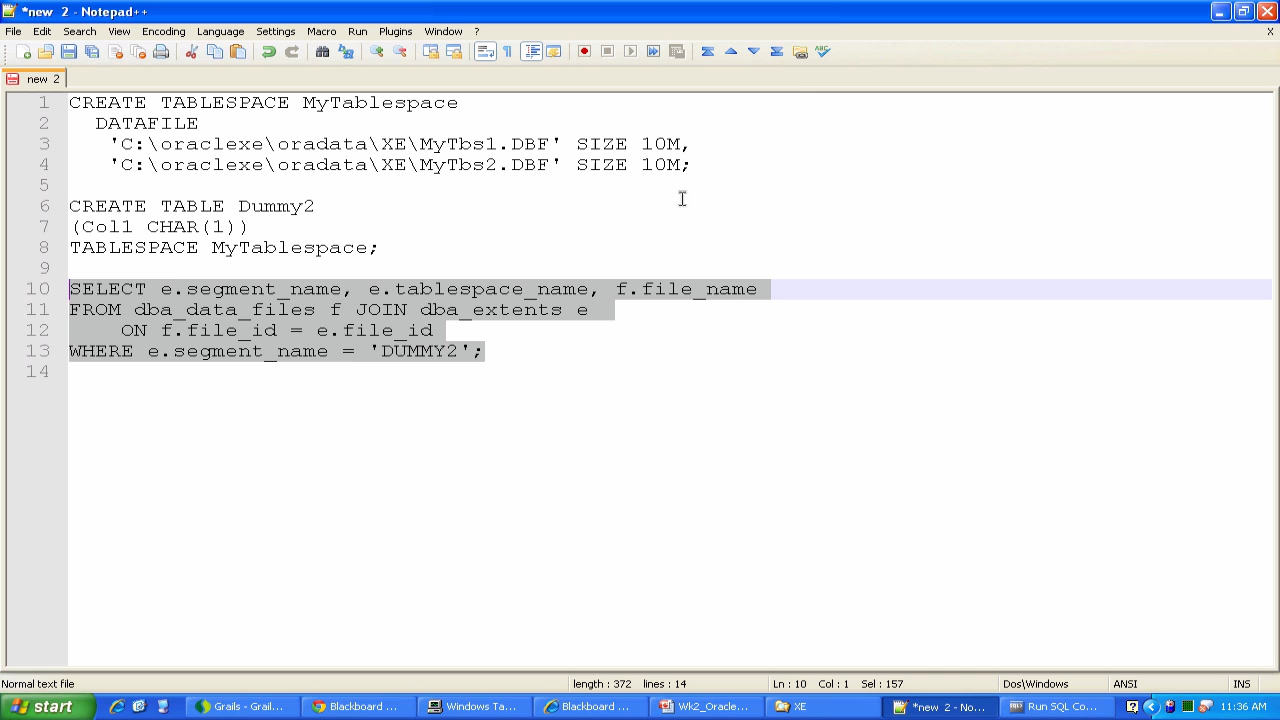 *new  2 - Notepad++
File Edit Search View Encoding Language Settings Macro Run Plugins Window ? X
new 2
1 CREATE TABLESPACE MyTablespace
2 DATAFILE
3 'C:\oraclexe\oradata\XE\MyTbs1.DBF' SIZE 10M,
4 'C:\oraclexe\oradata\XE\MyTbs2.DBF' SIZE 10M;
5
6 CREATE TABLE Dummy2
7 (Col1 CHAR(1))
8 TABLESPACE MyTablespace;
9
10 SELECT e.segment_name, e.tablespace_name, f.file_name
11 FROM dba_data_files f JOIN dba_extents e
12 ON f.file_id = e.file_id
13 WHERE e.segment_name = 'DUMMY2';
14
Normal text file length : 372 lines : 14 Ln : 10 Col : 1 Sel : 157 Dos\Windows ANSI INS
start Grails - Grail... Blackboard ... Windows Ta... Blackboard ... Wk2_Oracle... XE *new  2 - No... Run SQL Co... 11:36 AM